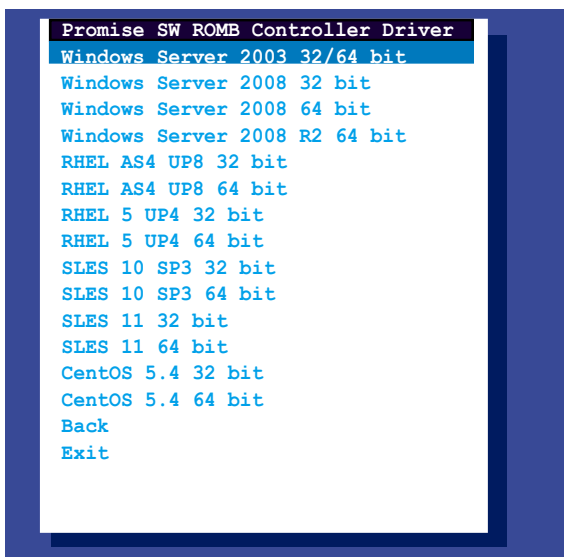 Promise SW ROMB Controller Driver
Windows Server 2003 32/64 bit
Windows Server 2008 32 bit
Windows Server 2008 64 bit
Windows Server 2008 R2 64 bit
RHEL AS4 UP8 32 bit
RHEL AS4 UP8 64 bit
RHEL 5 UP4 32 bit
RHEL 5 UP4 64 bit
SLES 10 SP3 32 bit
SLES 10 SP3 64 bit
SLES 11 32 bit
SLES 11 64 bit
CentOS 5.4 32 bit
CentOS 5.4 64 bit
Back
Exit